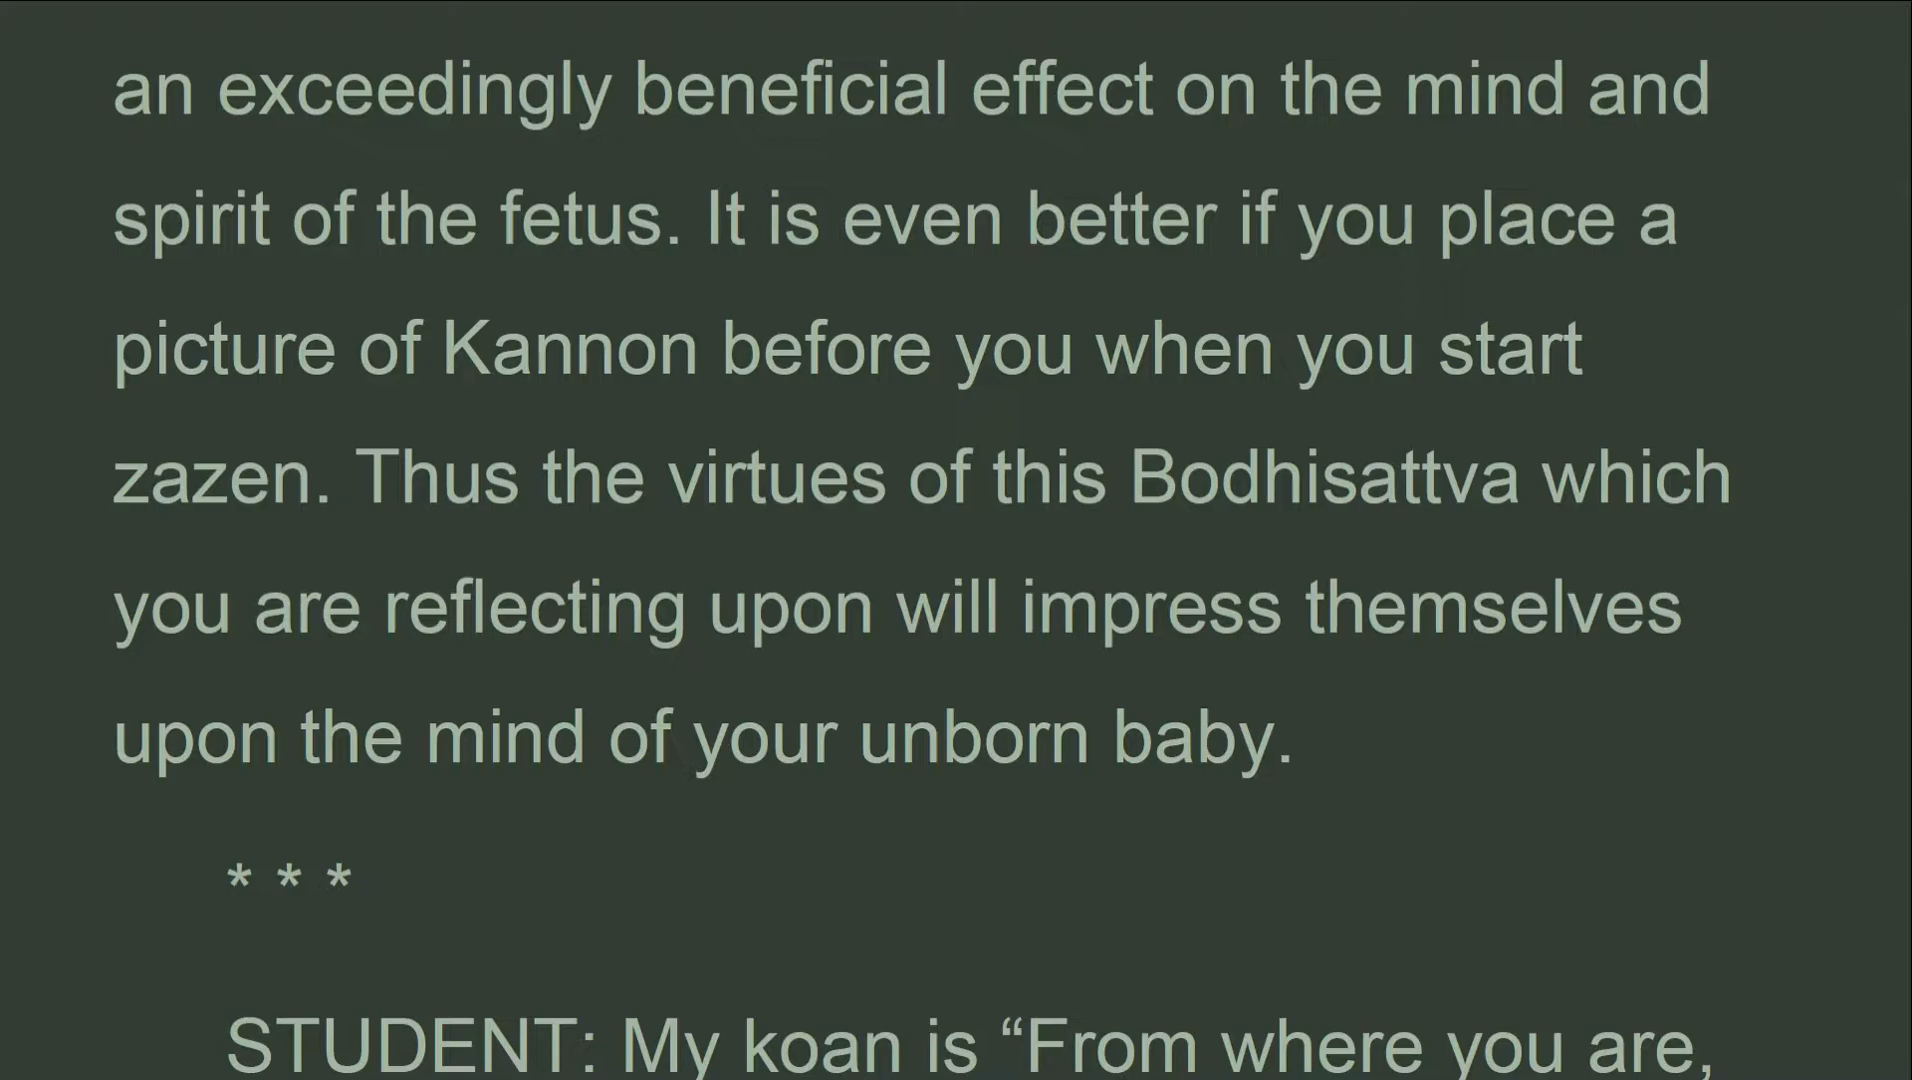 an exceedingly beneficial effect on the mind and
spirit of the fetus. It is even better if you place a
picture of Kannon before you when you start
zazen. Thus the virtues of this Bodhisattva which
you are reflecting upon will impress themselves
upon the mind of your unborn baby.
* * *
STUDENT: My koan is “From where you are,